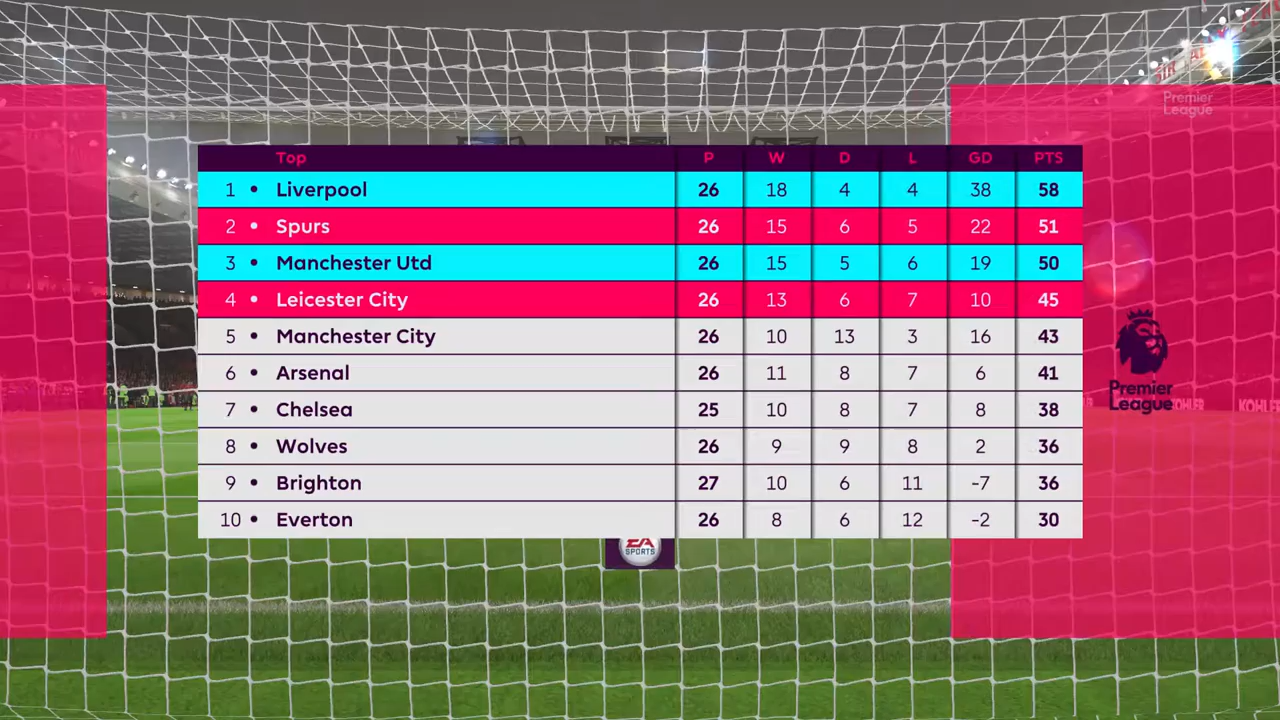 SIR AL
Premier
League
Top P W D L GD PTS
1 • Liverpool 26 18 4 4 38 58
2 • Spurs 26 15 6 5 22 51
3 • Manchester Utd 26 15 5 6 19 50
4 • Leicester City 26 13 6 7 10 45
5 • Manchester City 26 10 13 3 16 43
6 • Arsenal 26 11 8 7 6 41
7 • Chelsea 25 10 8 7 8 38
8 • Wolves 26 9 9 8 2 36
9 • Brighton 27 10 6 11 -7 36
10 • Everton 26 8 6 12 -2 30
Premier
League
KOHLER
KOHL
EA
SPORTS